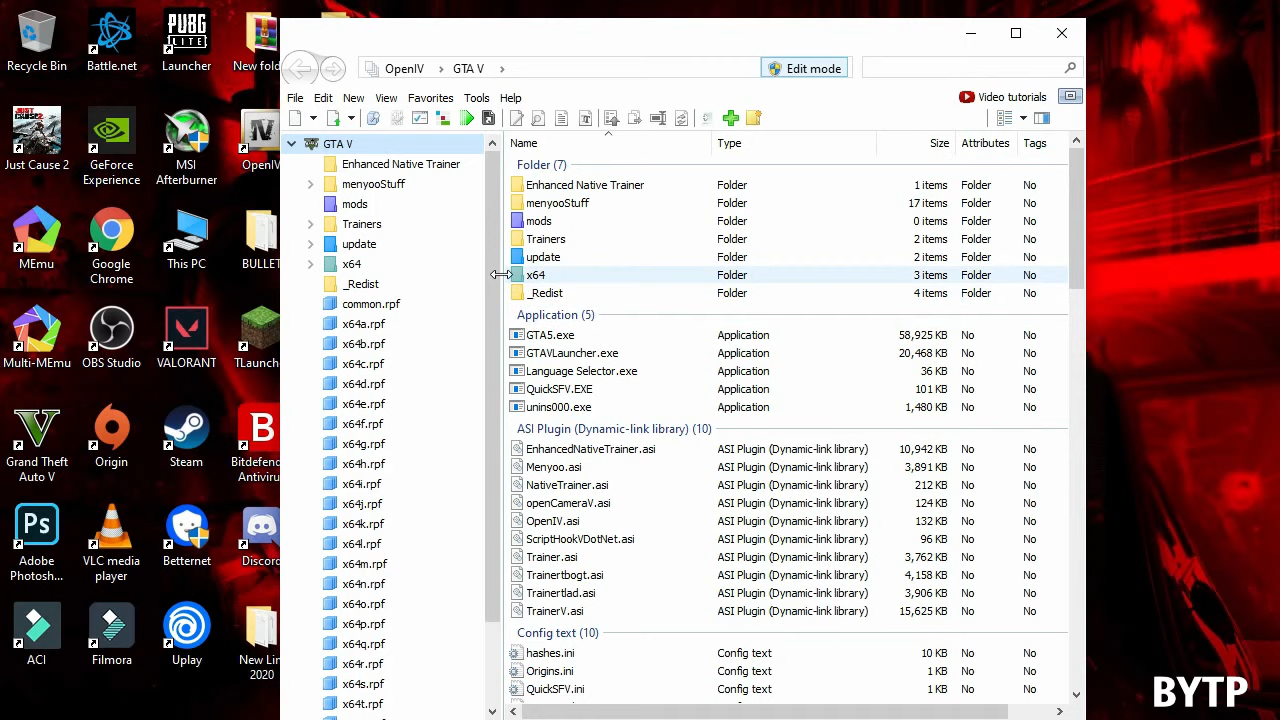 Recycle Bin
Battle.net
PUBG
LITE
Launcher
New fold
JUST CAUSE 2
Just Cause 2
GeForce
Experience
MSI
Afterburner
OpenIV
MEmu
Google
Chrome
This PC
BULLET
Multi-MEmu
OBS Studio
VALORANT
TLaunch
Grand Theft
Auto V
Origin
Steam
B
Bitdefend
Antivirus
Ps
Adobe
Photosh...
VLC media
player
Betternet
Discord
ACI
Filmora
Uplay
New Lin
2020
OpenIV
GTA V
Edit mode
File Edit New View Favorites Tools Help
Video tutorials
GTA V
Enhanced Native Trainer
menyooStuff
mods
Trainers
update
x64
_Redist
common.rpf
x64a.rpf
x64b.rpf
x64c.rpf
x64d.rpf
x64e.rpf
x64f.rpf
x64g.rpf
x64h.rpf
x64i.rpf
x64j.rpf
x64k.rpf
x64l.rpf
x64m.rpf
x64n.rpf
x64o.rpf
x64p.rpf
x64q.rpf
x64r.rpf
x64s.rpf
x64t.rpf
Name Type Size Attributes Tags
Folder (7)
Enhanced Native Trainer Folder 1 items Folder No
menyooStuff Folder 17 items Folder No
mods Folder 0 items Folder No
Trainers Folder 2 items Folder No
update Folder 2 items Folder No
x64 Folder 3 items Folder No
_Redist Folder 4 items Folder No
Application (5)
GTA5.exe Application 58,925 KB No No
GTAVLauncher.exe Application 20,468 KB No No
Language Selector.exe Application 36 KB No No
QuickSFV.EXE Application 101 KB No No
unins000.exe Application 1,480 KB No No
ASI Plugin (Dynamic-link library) (10)
EnhancedNativeTrainer.asi ASI Plugin (Dynamic-link library) 10,942 KB No No
Menyoo.asi ASI Plugin (Dynamic-link library) 3,891 KB No No
NativeTrainer.asi ASI Plugin (Dynamic-link library) 212 KB No No
openCameraV.asi ASI Plugin (Dynamic-link library) 124 KB No No
OpenIV.asi ASI Plugin (Dynamic-link library) 132 KB No No
ScriptHookVDotNet.asi ASI Plugin (Dynamic-link library) 96 KB No No
Trainer.asi ASI Plugin (Dynamic-link library) 3,762 KB No No
Trainertbogt.asi ASI Plugin (Dynamic-link library) 4,158 KB No No
Trainertlad.asi ASI Plugin (Dynamic-link library) 3,906 KB No No
TrainerV.asi ASI Plugin (Dynamic-link library) 15,625 KB No No
Config text (10)
hashes.ini Config text 10 KB No No
Origins.ini Config text 1 KB No No
QuickSFV.ini Config text 1 KB No No
BYTP